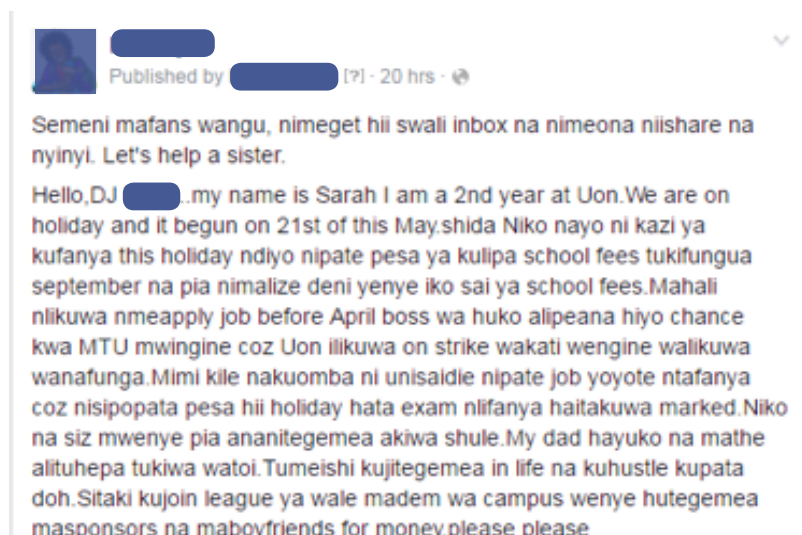 Published by [?] · 20 hrs ·
Semeni mafans wangu, nimeget hii swali inbox na nimeona niishare na
nyinyi. Let's help a sister.
Hello,DJ ..my name is Sarah I am a 2nd year at Uon.We are on
holiday and it begun on 21st of this May.shida Niko nayo ni kazi ya
kufanya this holiday ndiyo nipate pesa ya kulipa school fees tukifungua
september na pia nimalize deni yenye iko sai ya school fees.Mahali
nlikuwa nmeapply job before April boss wa huko alipeana hiyo chance
kwa MTU mwingine coz Uon ilikuwa on strike wakati wengine walikuwa
wanafunga.Mimi kile nakuomba ni unisaidie nipate job yoyote ntafanya
coz nisipopata pesa hii holiday hata exam nlifanya haitakuwa marked.Niko
na siz mwenye pia ananitegemea akiwa shule.My dad hayuko na mathe
alituhepa tukiwa watoi.Tumeishi kujitegemea in life na kuhustle kupata
doh.Sitaki kujoin league ya wale madem wa campus wenye hutegemea
masponsors na maboyfriends for money.please please